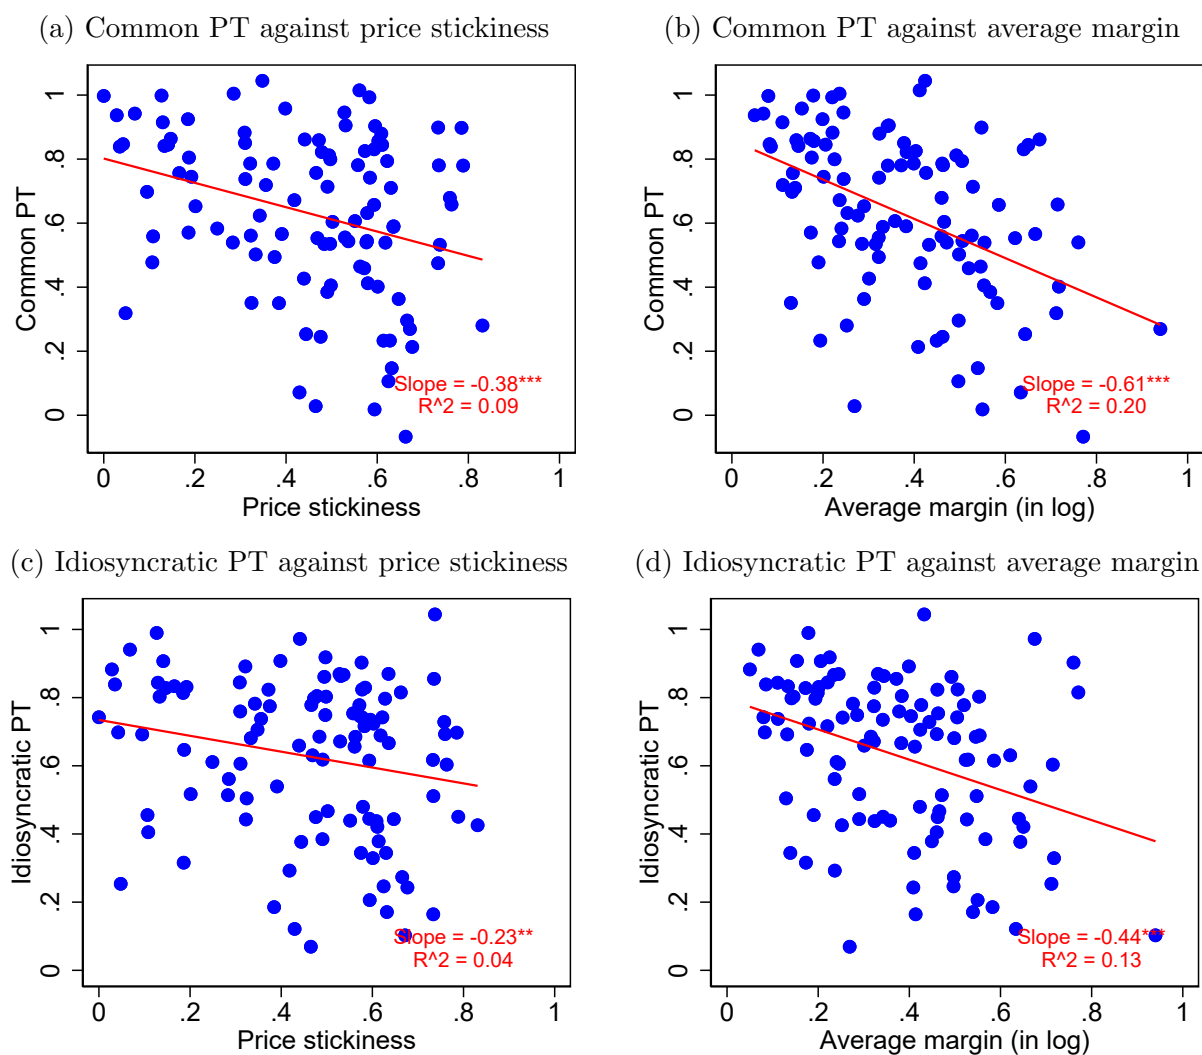 (a) Common PT against price stickiness
(b) Common PT against average margin
Common PT
1
.8
.6
.4
.2
0
Slope = -0.38***
R^2 = 0.09
0 .2 .4 .6 .8 1
Price stickiness
Common PT
1
.8
.6
.4
.2
0
Slope = -0.61***
R^2 = 0.20
0 .2 .4 .6 .8 1
Average margin (in log)
(c) Idiosyncratic PT against price stickiness
(d) Idiosyncratic PT against average margin
Idiosyncratic PT
1
.8
.6
.4
.2
0
Slope = -0.23**
R^2 = 0.04
0 .2 .4 .6 .8 1
Price stickiness
Idiosyncratic PT
1
.8
.6
.4
.2
0
Slope = -0.44***
R^2 = 0.13
0 .2 .4 .6 .8 1
Average margin (in log)